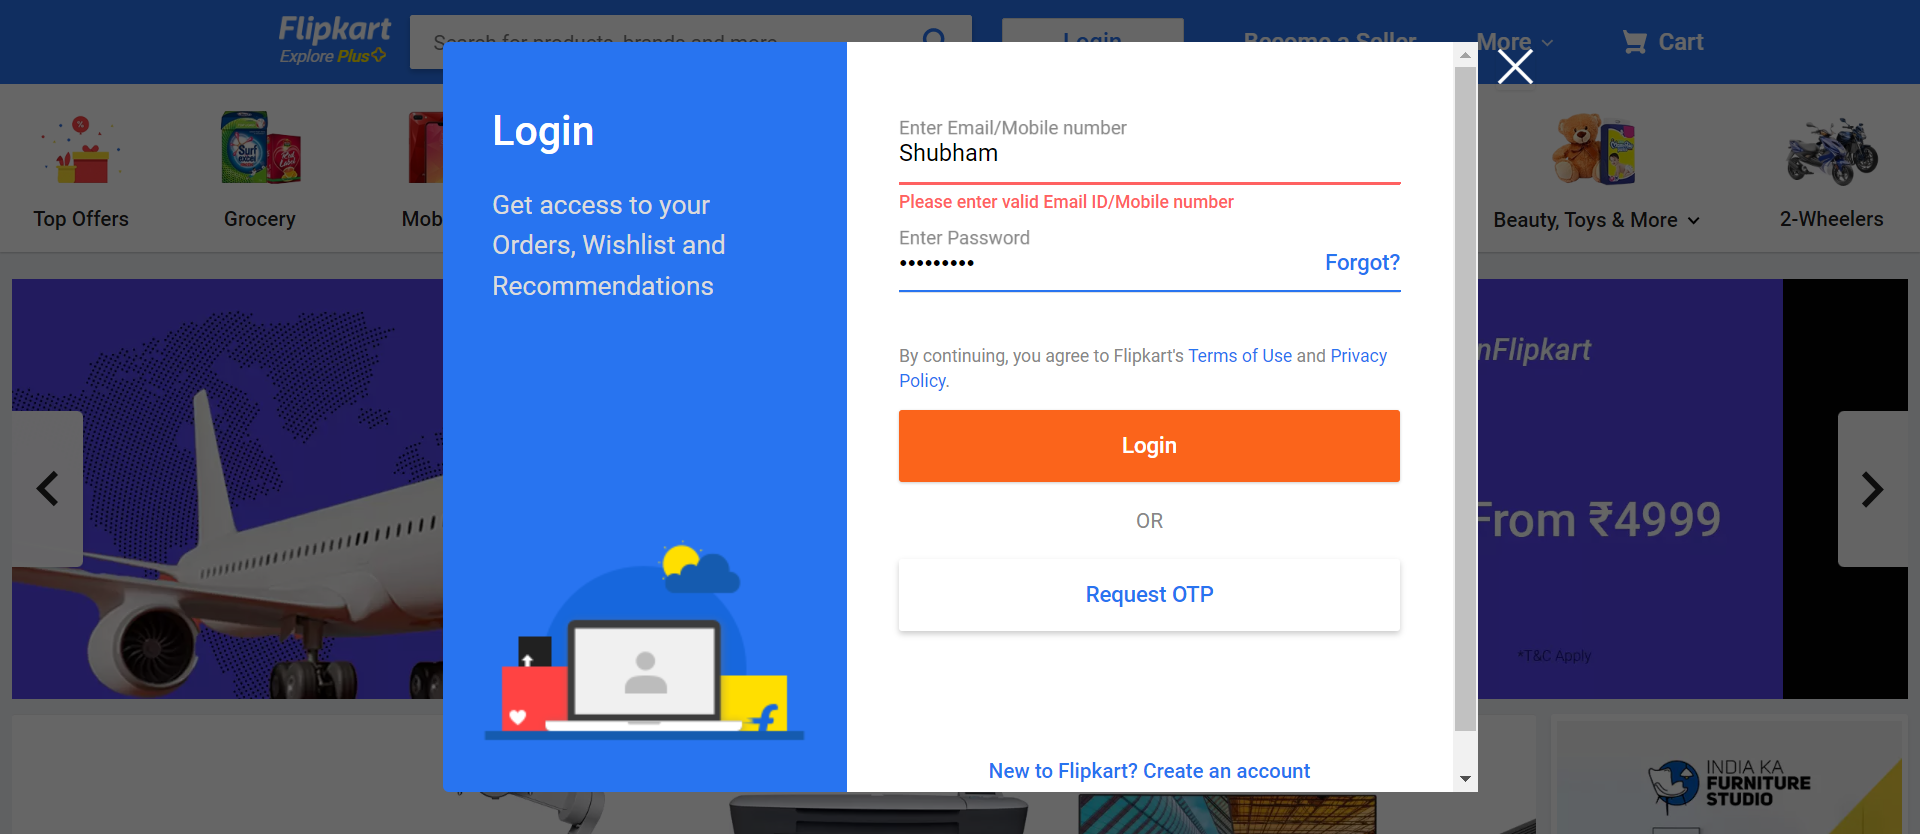 Flipkart
Explore Plus
Search for products, brands and more
Login
Become a Seller
More
Cart
Top Offers
Grocery
Mob
Beauty, Toys & More
2-Wheelers
Login
Get access to your
Orders, Wishlist and
Recommendations
Enter Email/Mobile number
Shubham
Please enter valid Email ID/Mobile number
Enter Password
•••••••••
Forgot?
By continuing, you agree to Flipkart's Terms of Use and Privacy
Policy.
Login
OR
Request OTP
New to Flipkart? Create an account
nFlipkart
From ₹4999
*T&C Apply
Surf
excel
INDIA KA
FURNITURE
STUDIO